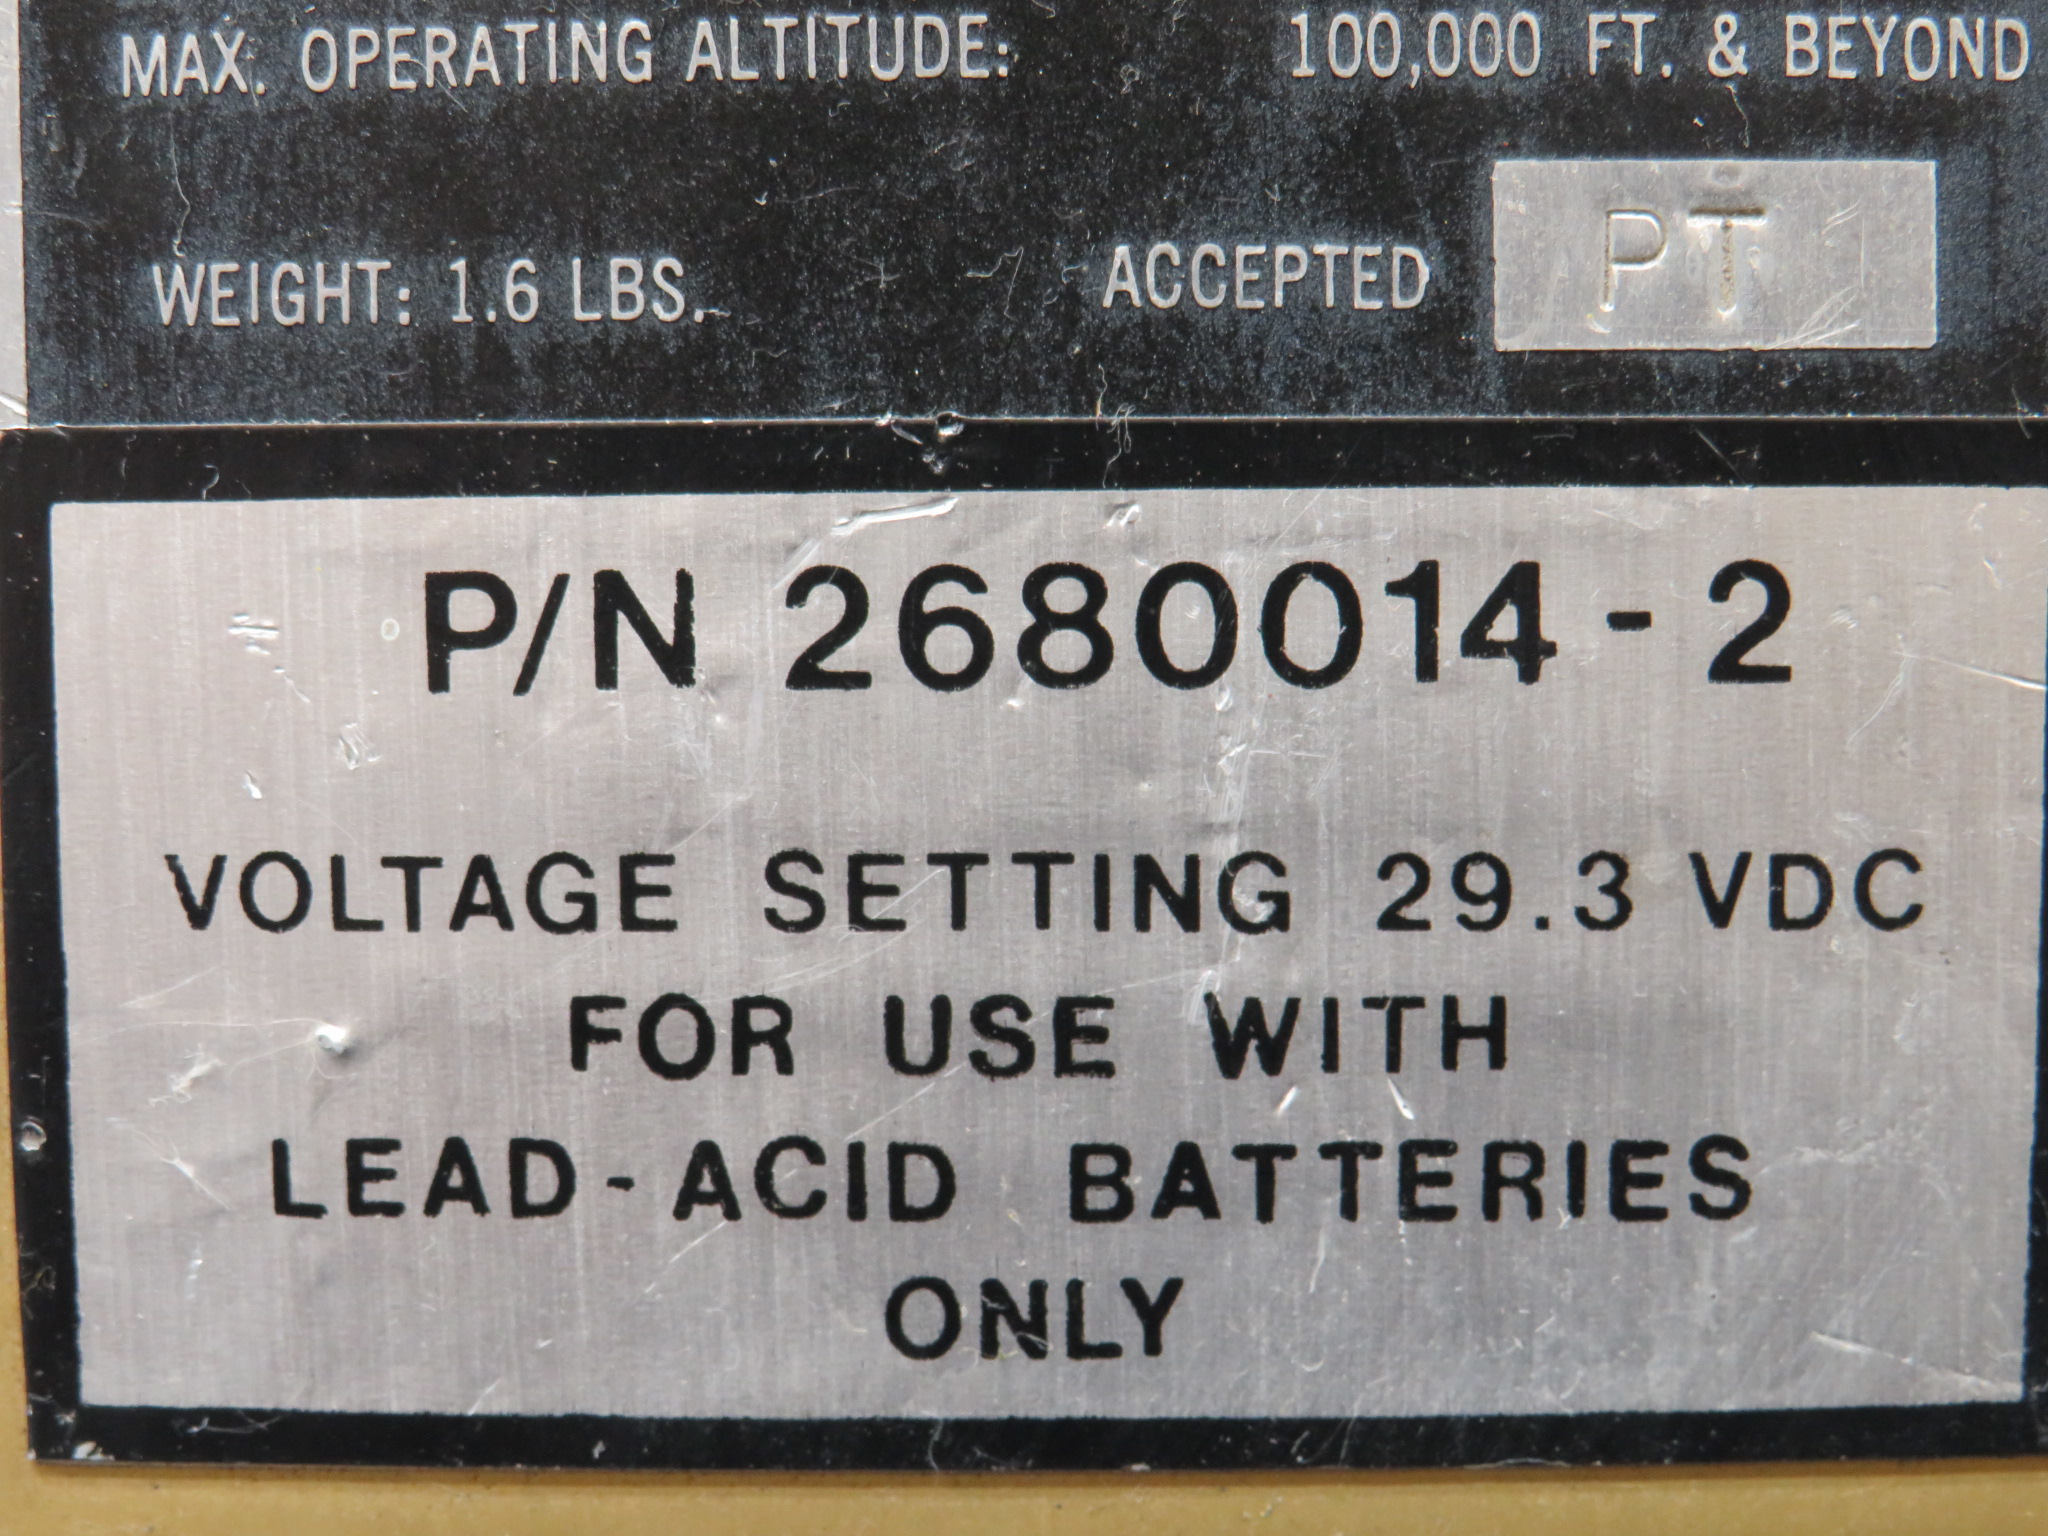 MAX. OPERATING ALTITUDE: 100,000 FT. & BEYOND
WEIGHT: 1.6 LBS. ACCEPTED PT
P/N 2680014-2
VOLTAGE SETTING 29.3 VDC
FOR USE WITH
LEAD-ACID BATTERIES
ONLY